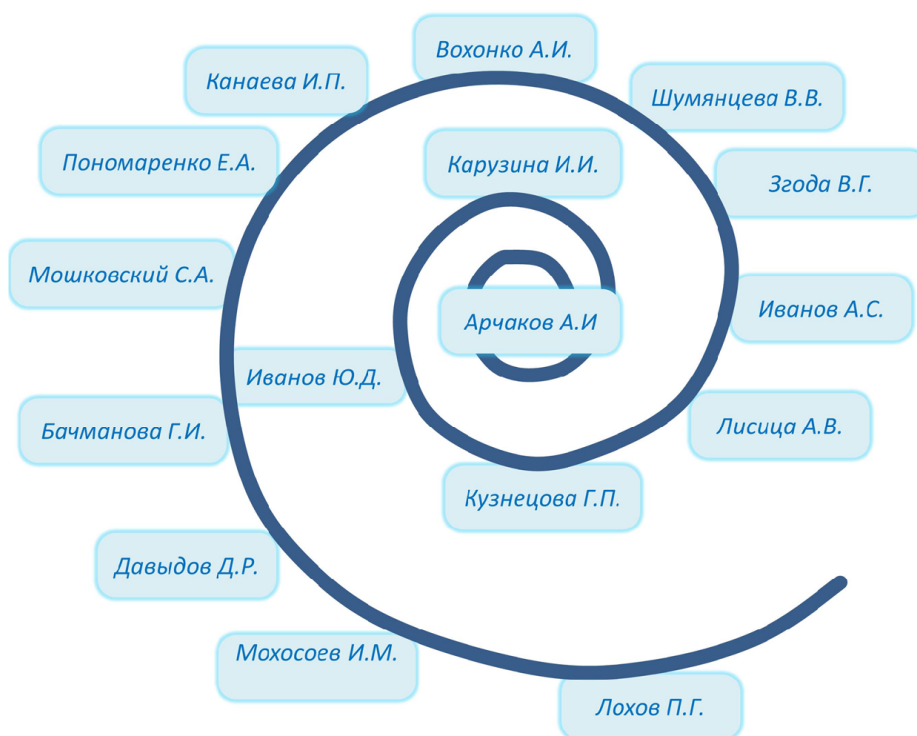 Вохонко А.И.
Канаева И.П.
Шумянцева В.В.
Пономаренко Е.А.
Карузина И.И.
Згода В.Г.
Мошковский С.А.
Арчаков А.И
Иванов А.С.
Иванов Ю.Д.
Бачманова Г.И.
Лисица А.В.
Кузнецова Г.П.
Давыдов Д.Р.
Мохосоев И.М.
Лохов П.Г.